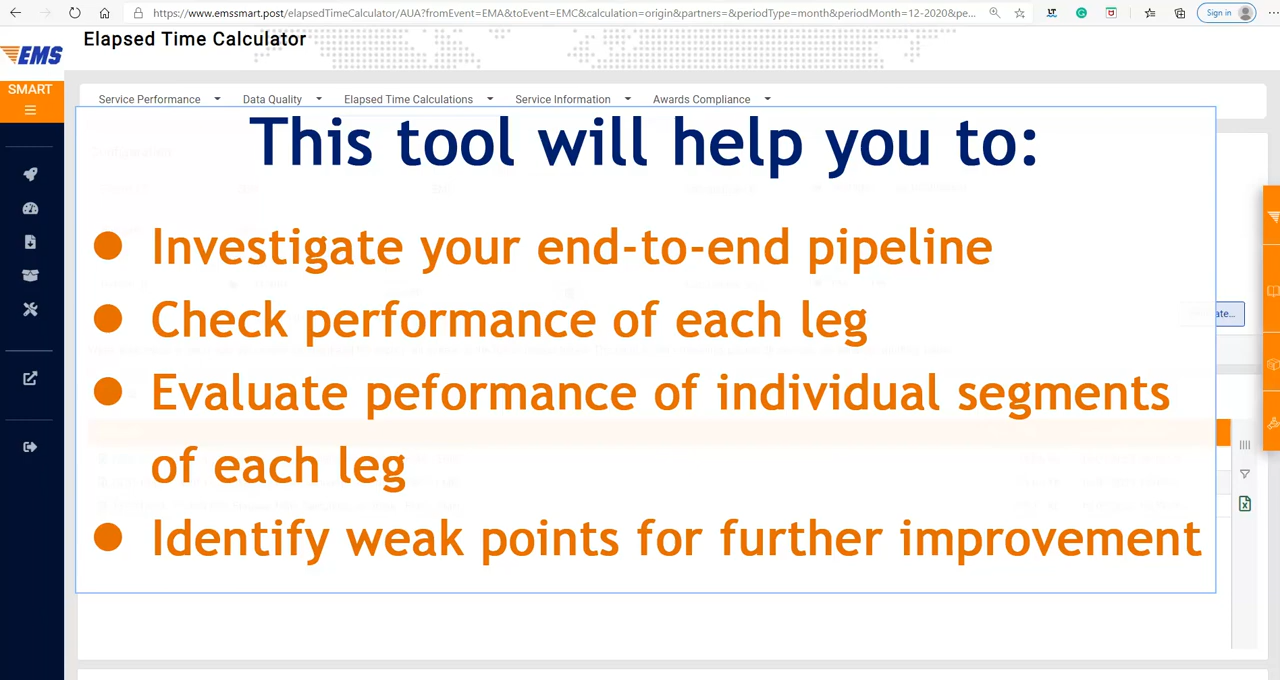 https://www.emssmart.post/elapsedTimeCalculator/AUA?fromEvent=EMA&toEvent=EMC&calculation=origin&partners=&periodType=month&periodMonth=12-2020&pe...
Sign in
EMS
Elapsed Time Calculator
SMART
Service Performance Data Quality Elapsed Time Calculations Service Information Awards Compliance
This tool will help you to:
● Investigate your end-to-end pipeline
● Check performance of each leg
● Evaluate peformance of individual segments
of each leg
● Identify weak points for further improvement